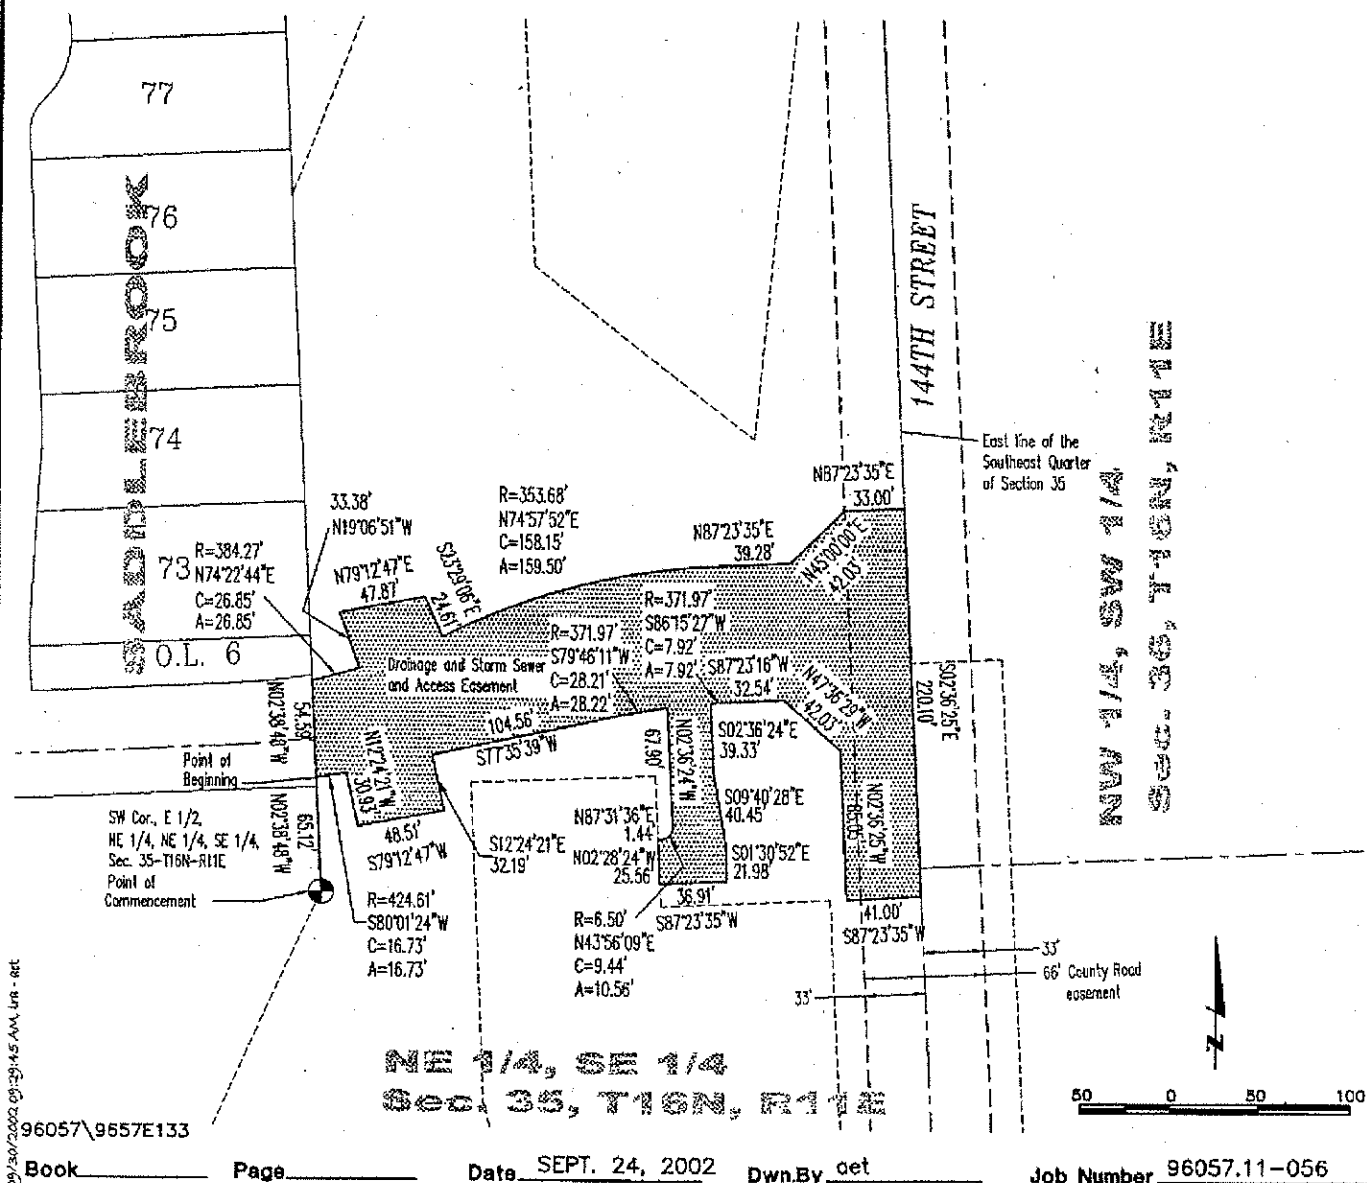 77
SADDLEBROOK
76
75
74
73
O.L. 6
144TH STREET
East line of the
Southeast Quarter
of Section 35
NW 1/4, SW 1/4
Sec. 36, T16N, R11E
N87°23'35"E
33.00'
33.38'
N19°06'51"W
R=353.68'
N74°57'52"E
C=158.15'
A=159.50'
N87°23'35"E
39.28'
N45°00'00"E
42.03'
R=384.27'
N74°22'44"E
C=26.85'
A=26.85'
N79°12'47"E
47.87'
S23°29'06"E
24.61'
R=371.97'
S86°15'27"W
C=7.92'
A=7.92'
R=371.97'
S79°46'11"W
C=28.21'
A=28.22'
S87°23'16"W
32.54'
N47°36'29"W
42.03'
Drainage and Storm Sewer
and Access Easement
S02°36'25"E
220.10'
N02°38'48"W
54.59'
104.56'
S77°35'39"W
S02°36'24"E
39.33'
Point of
Beginning
N12°24'21"W
30.93'
67.90'
N02°36'24"W
N02°36'25"W
85.05
SW Cor., E 1/2,
NE 1/4, NE 1/4, SE 1/4,
Sec. 35-T16N-R11E
Point of
Commencement
N02°38'48"W
65.12'
48.51'
S79°12'47"W
S12°24'21"E
32.19'
N87°31'36"E
1.44'
N02°28'24"W
25.56'
S09°40'28"E
40.45'
S01°30'52"E
21.98'
36.91'
S87°23'35"W
41.00'
S87°23'35"W
R=424.61'
S80°01'24"W
C=16.73'
A=16.73'
R=6.50'
N43°56'09"E
C=9.44'
A=10.56'
33'
66' County Road
easement
33'
NE 1/4, SE 1/4
Sec. 35, T16N, R11E
Z
50 0 50 100
96057\9657E133
Book Page Date SEPT. 24, 2002 Dwn.By aet Job Number 96057.11-056